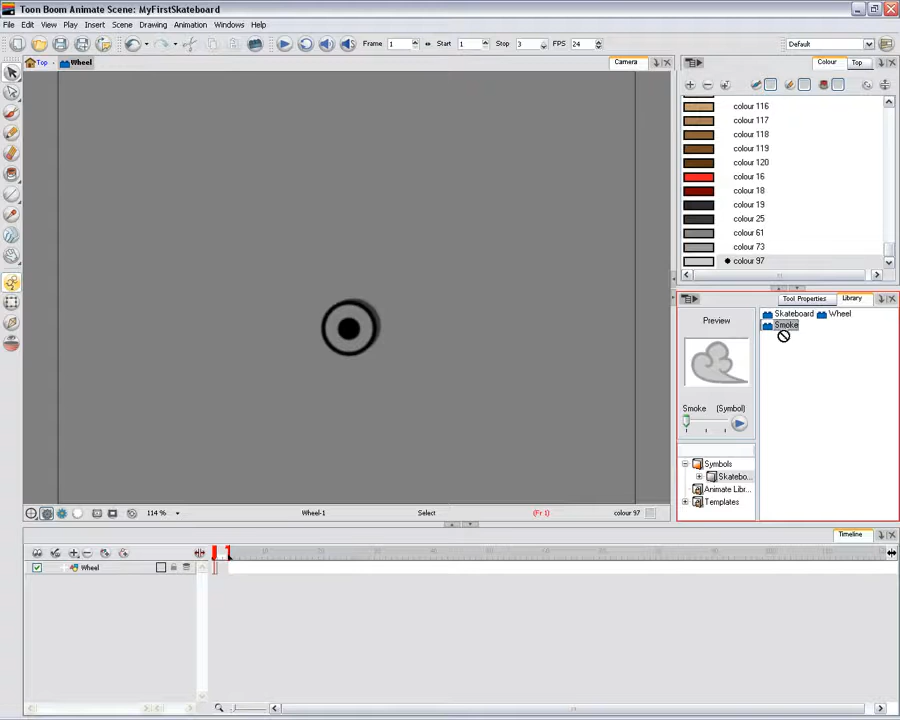 Toon Boom Animate Scene: MyFirstSkateboard
File Edit View Play Insert Scene Drawing Animation Windows Help
Frame 1 Start 1 Stop 3 FPS 24 Default
Top Wheel Camera Colour Top
colour 116
colour 117
colour 118
colour 119
colour 120
colour 16
colour 18
colour 19
colour 25
colour 61
colour 73
colour 97
Tool Properties Library
Preview
Skateboard Wheel
Smoke
Smoke (Symbol)
Symbols
Skatebo...
Animate Libr...
Templates
114 % Wheel-1 Select (Fr 1) colour 97
Timeline
Wheel